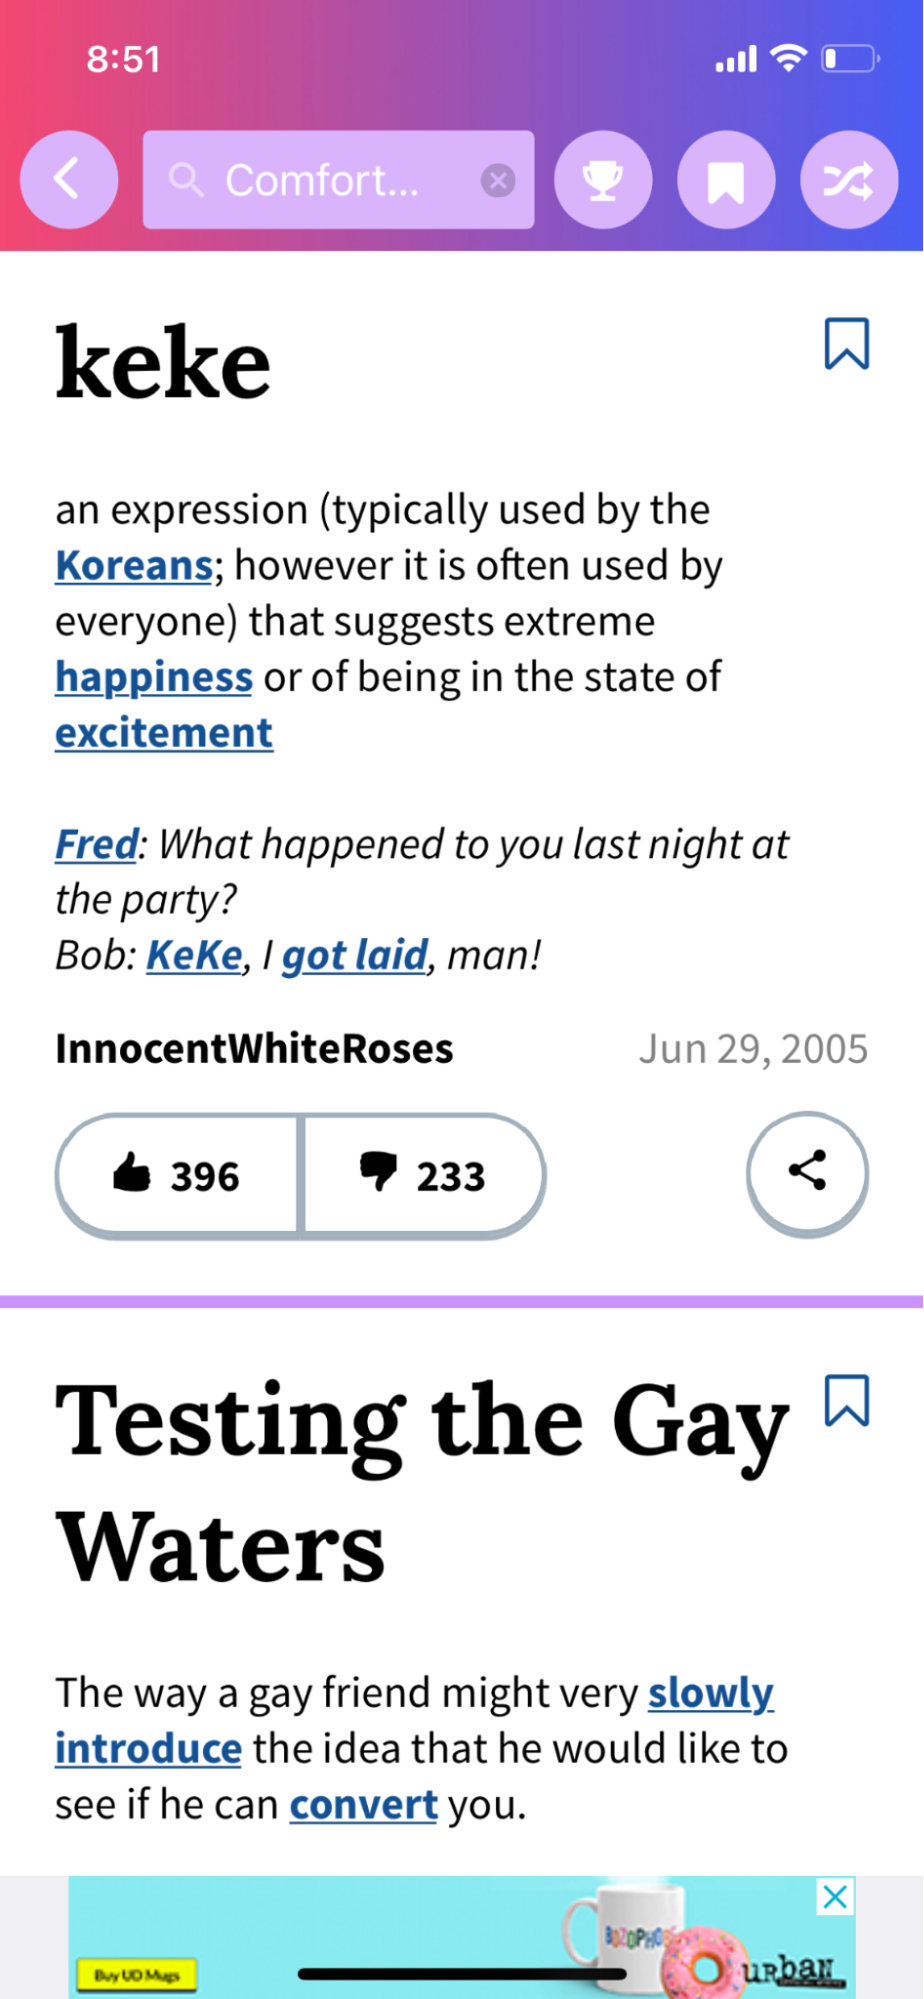 8:51
Comfort...
keke
an expression (typically used by the
Koreans; however it is often used by
everyone) that suggests extreme
happiness or of being in the state of
excitement
Fred: What happened to you last night at
the party?
Bob: KeKe, I got laid, man!
InnocentWhiteRoses Jun 29, 2005
396 233
Testing the Gay
Waters
The way a gay friend might very slowly
introduce the idea that he would like to
see if he can convert you.
Buy UD Mugs
urban